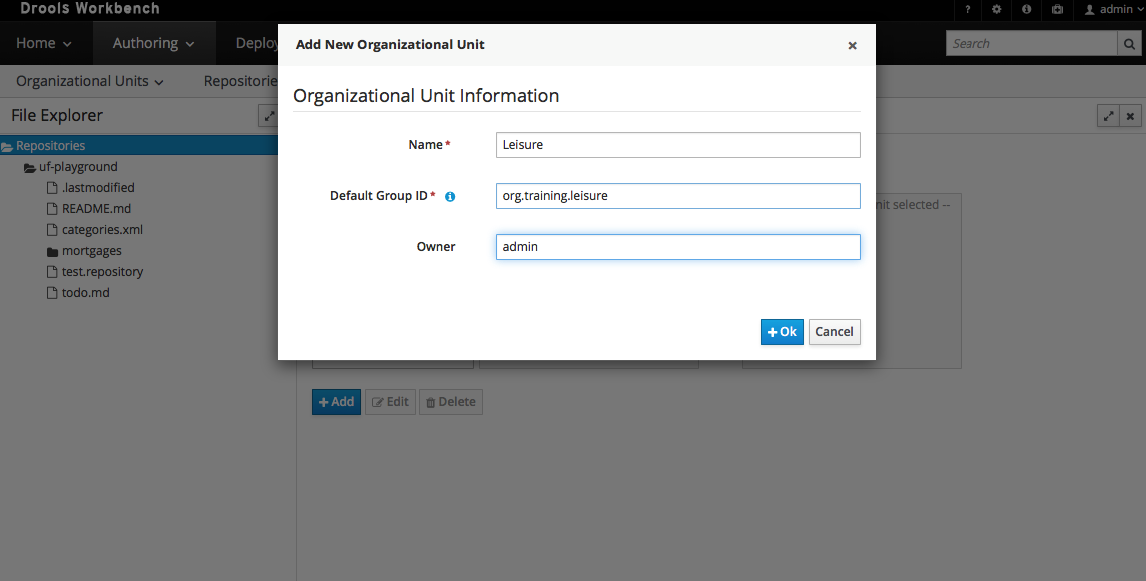 Drools Workbench
? admin
Home Authoring Deploy Search
Organizational Units Repositorie
File Explorer
Repositories
uf-playground
.lastmodified
README.md
categories.xml
mortgages
test.repository
todo.md
Add New Organizational Unit ×
Organizational Unit Information
Name* Leisure
Default Group ID* org.training.leisure
Owner admin
+ Ok Cancel
nit selected --
+ Add Edit Delete